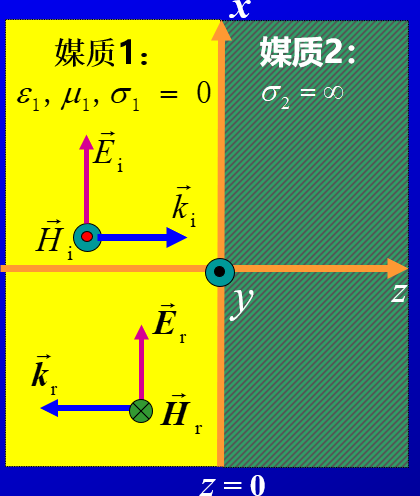 x
媒质1： 媒质2：
ε₁, μ₁, σ₁ = 0 σ₂ = ∞
E⃗ᵢ
k⃗ᵢ
H⃗ᵢ
y z
E⃗ᵣ
k⃗ᵣ
H⃗ᵣ
z = 0